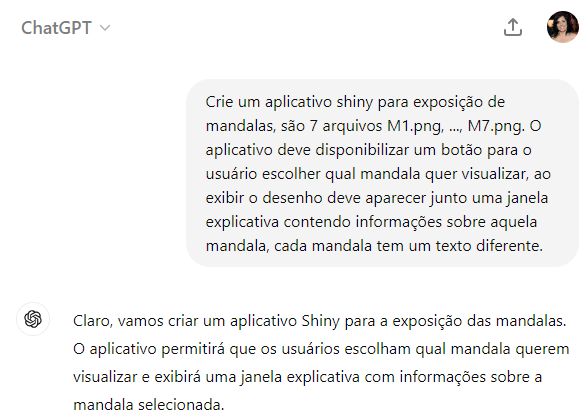 ChatGPT
Crie um aplicativo shiny para exposição de
mandalas, são 7 arquivos M1.png, ..., M7.png. O
aplicativo deve disponibilizar um botão para o
usuário escolher qual mandala quer visualizar, ao
exibir o desenho deve aparecer junto uma janela
explicativa contendo informações sobre aquela
mandala, cada mandala tem um texto diferente.
Claro, vamos criar um aplicativo Shiny para a exposição das mandalas.
O aplicativo permitirá que os usuários escolham qual mandala querem
visualizar e exibirá uma janela explicativa com informações sobre a
mandala selecionada.